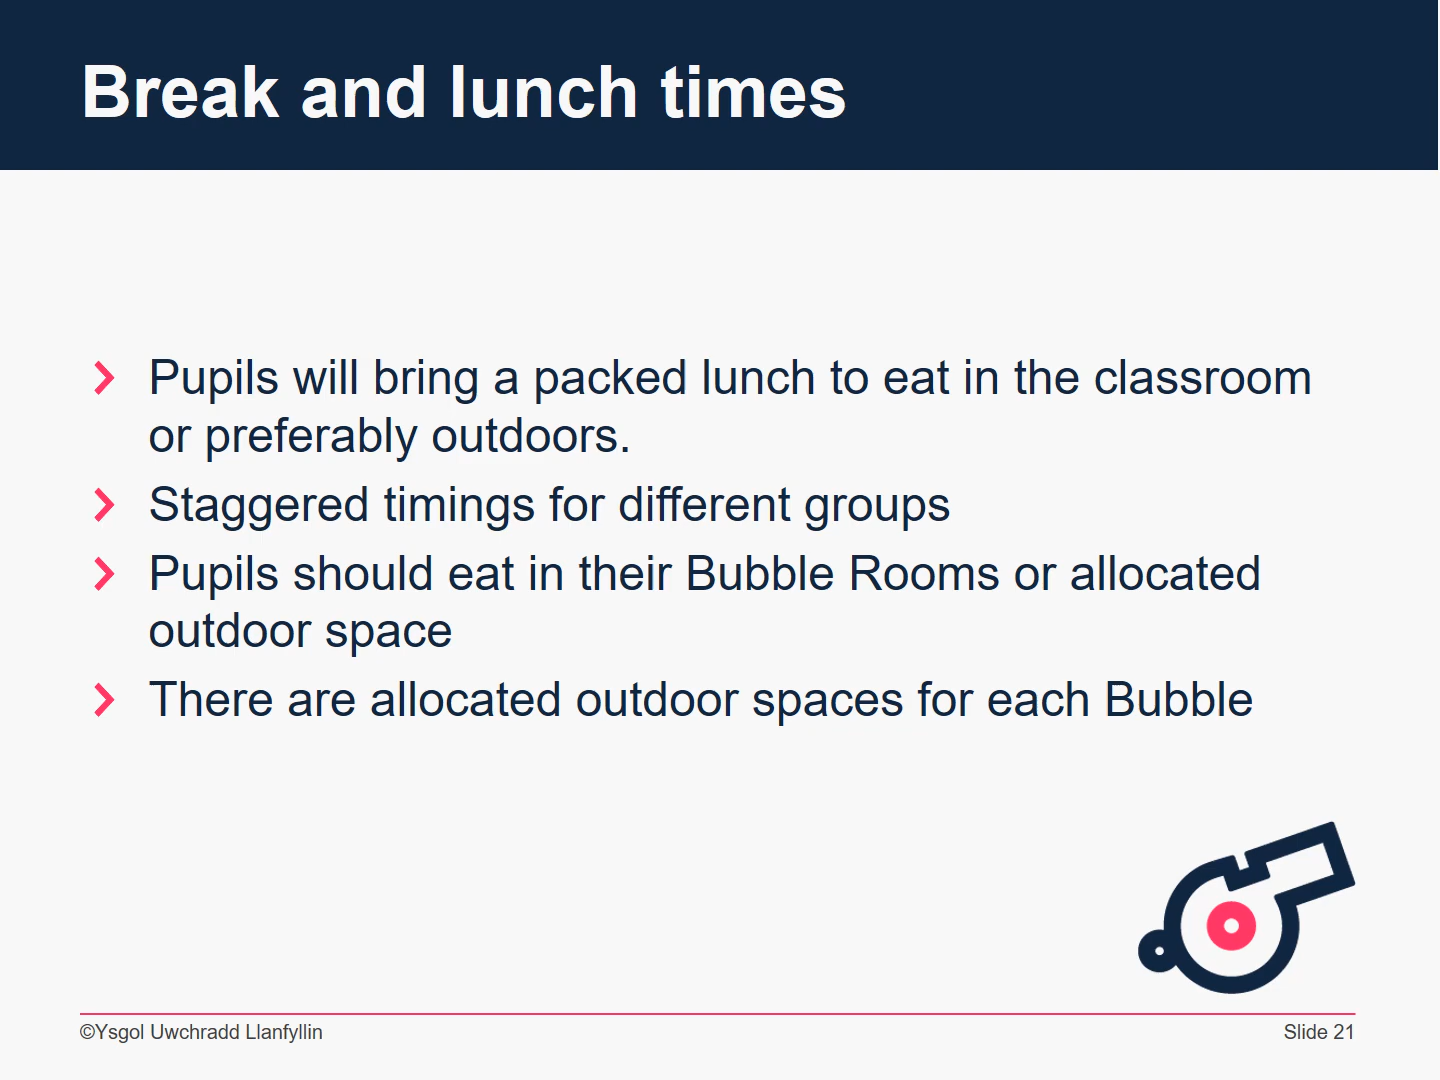 Break and lunch times
Pupils will bring a packed lunch to eat in the classroom
or preferably outdoors.
Staggered timings for different groups
Pupils should eat in their Bubble Rooms or allocated
outdoor space
There are allocated outdoor spaces for each Bubble
©Ysgol Uwchradd Llanfyllin
Slide 21